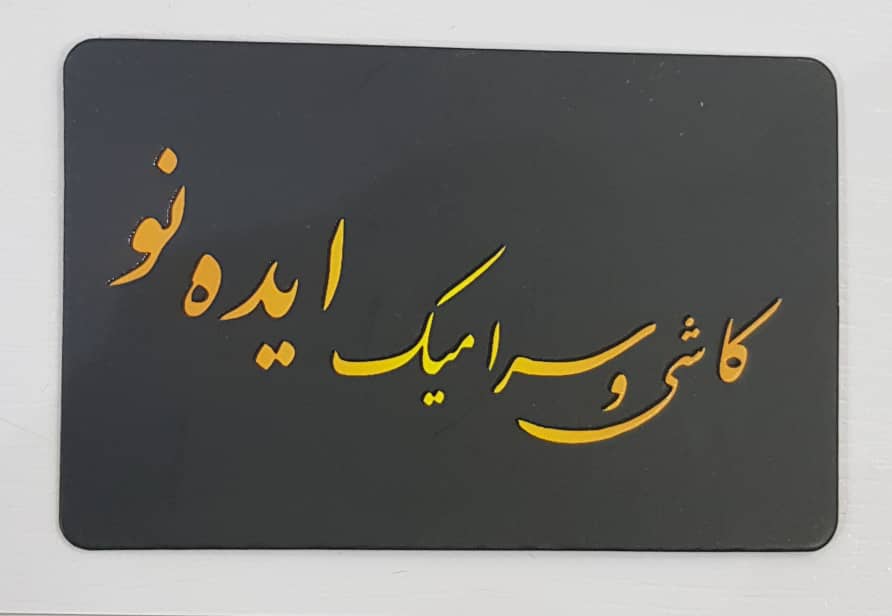 کاشی و سرامیک ایده نو